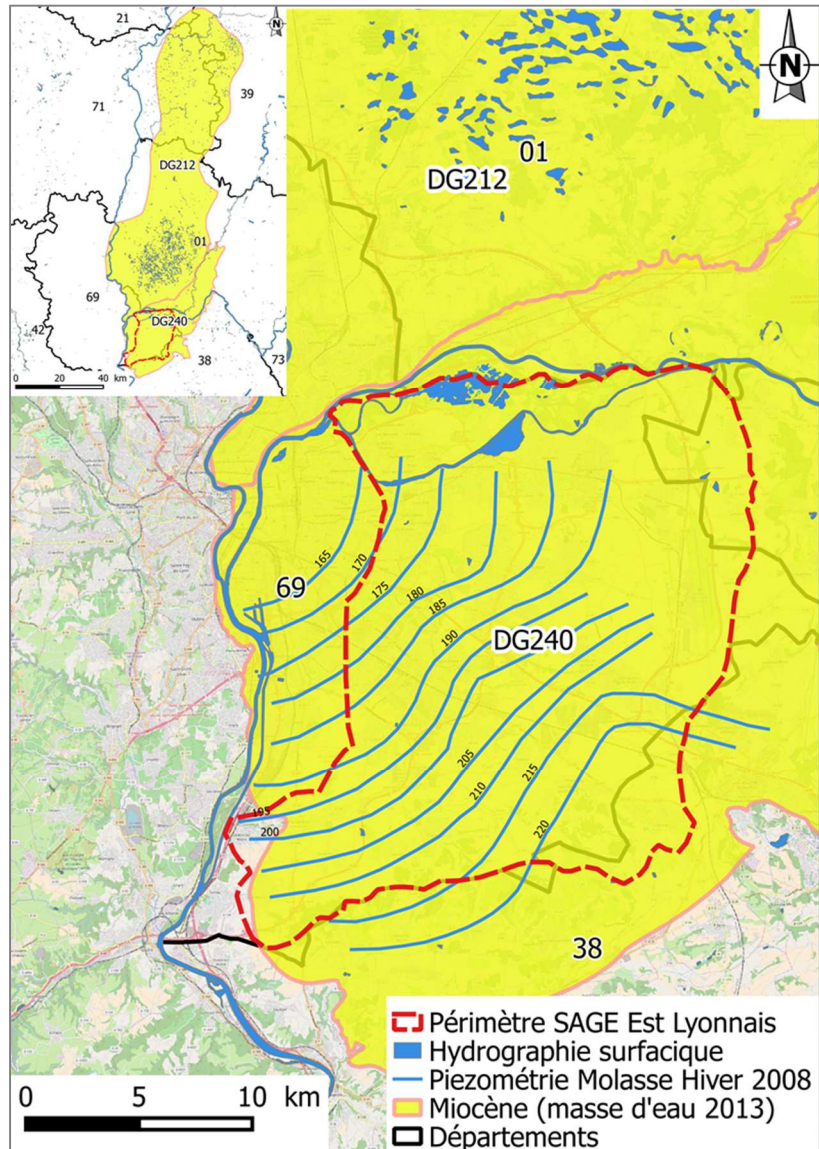 21
N
71
39
DG212
01
69
DG240
42
38
73
0 20 40 km
N
01
DG212
165
170
69
175
180
185
190
DG240
205
210
215
195
200
220
38
Périmètre SAGE Est Lyonnais
Hydrographie surfacique
Piezométrie Molasse Hiver 2008
Miocène (masse d'eau 2013)
Départements
0 5 10 km